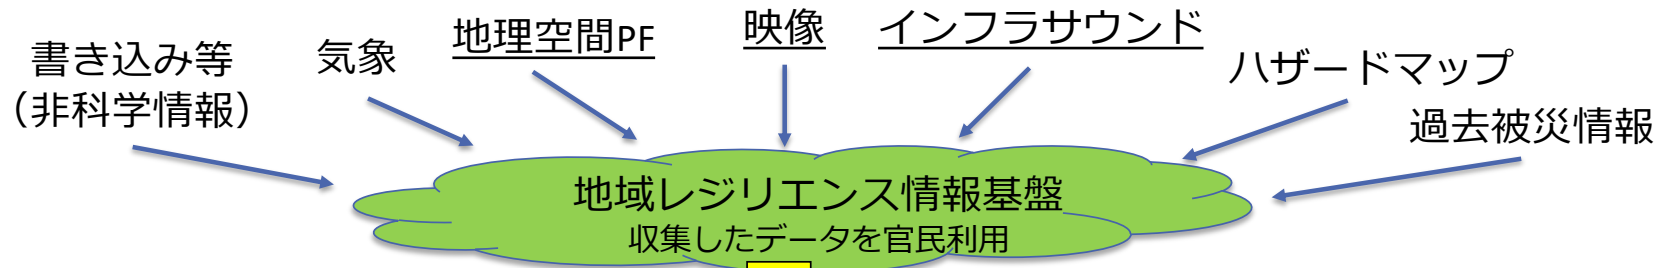 書き込み等
（非科学情報）
気象
地理空間PF
映像
インフラサウンド
ハザードマップ
過去被災情報
地域レジリエンス情報基盤
収集したデータを官民利用